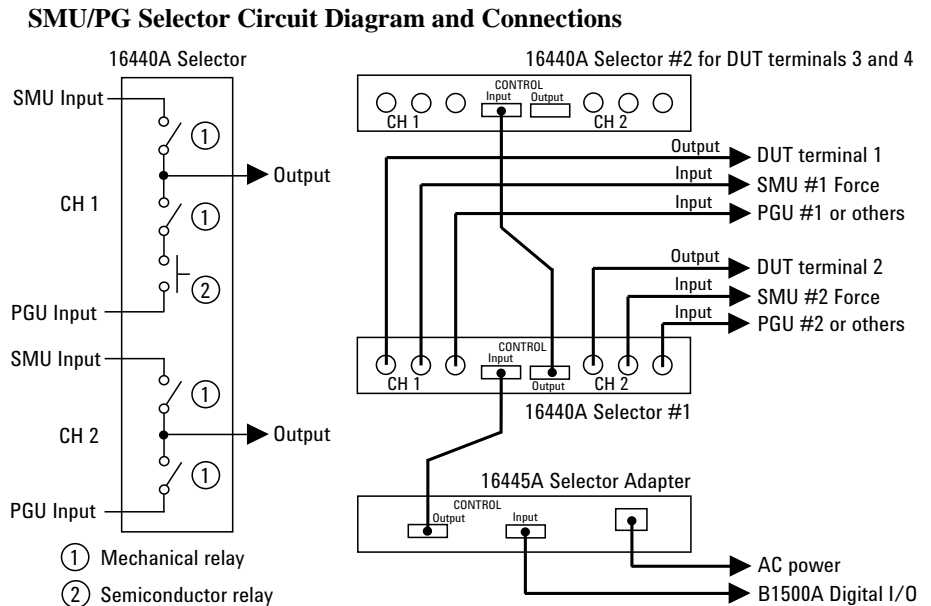 SMU/PG Selector Circuit Diagram and Connections
16440A Selector
SMU Input
1
Output
CH 1
1
2
PGU Input
SMU Input
1
CH 2
Output
1
PGU Input
1 Mechanical relay
2 Semiconductor relay
16440A Selector #2 for DUT terminals 3 and 4
CONTROL
Input Output
CH 1 CH 2
Output DUT terminal 1
Input SMU #1 Force
Input PGU #1 or others
Output DUT terminal 2
Input SMU #2 Force
Input PGU #2 or others
CONTROL
Input
CH 1 Output CH 2
16440A Selector #1
16445A Selector Adapter
CONTROL
Output Input
AC power
B1500A Digital I/O